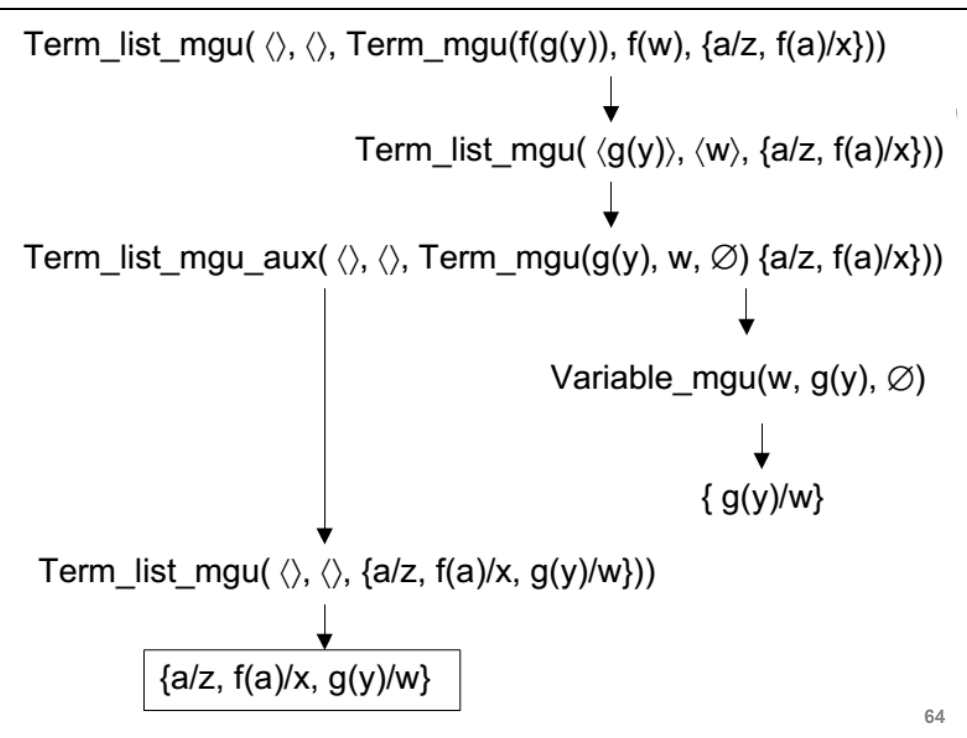 Term_list_mgu( ⟨⟩, ⟨⟩, Term_mgu(f(g(y)), f(w), {a/z, f(a)/x}))
Term_list_mgu( ⟨g(y)⟩, ⟨w⟩, {a/z, f(a)/x}))
Term_list_mgu_aux( ⟨⟩, ⟨⟩, Term_mgu(g(y), w, ∅) {a/z, f(a)/x}))
Variable_mgu(w, g(y), ∅)
{ g(y)/w}
Term_list_mgu( ⟨⟩, ⟨⟩, {a/z, f(a)/x, g(y)/w}))
{a/z, f(a)/x, g(y)/w}
64